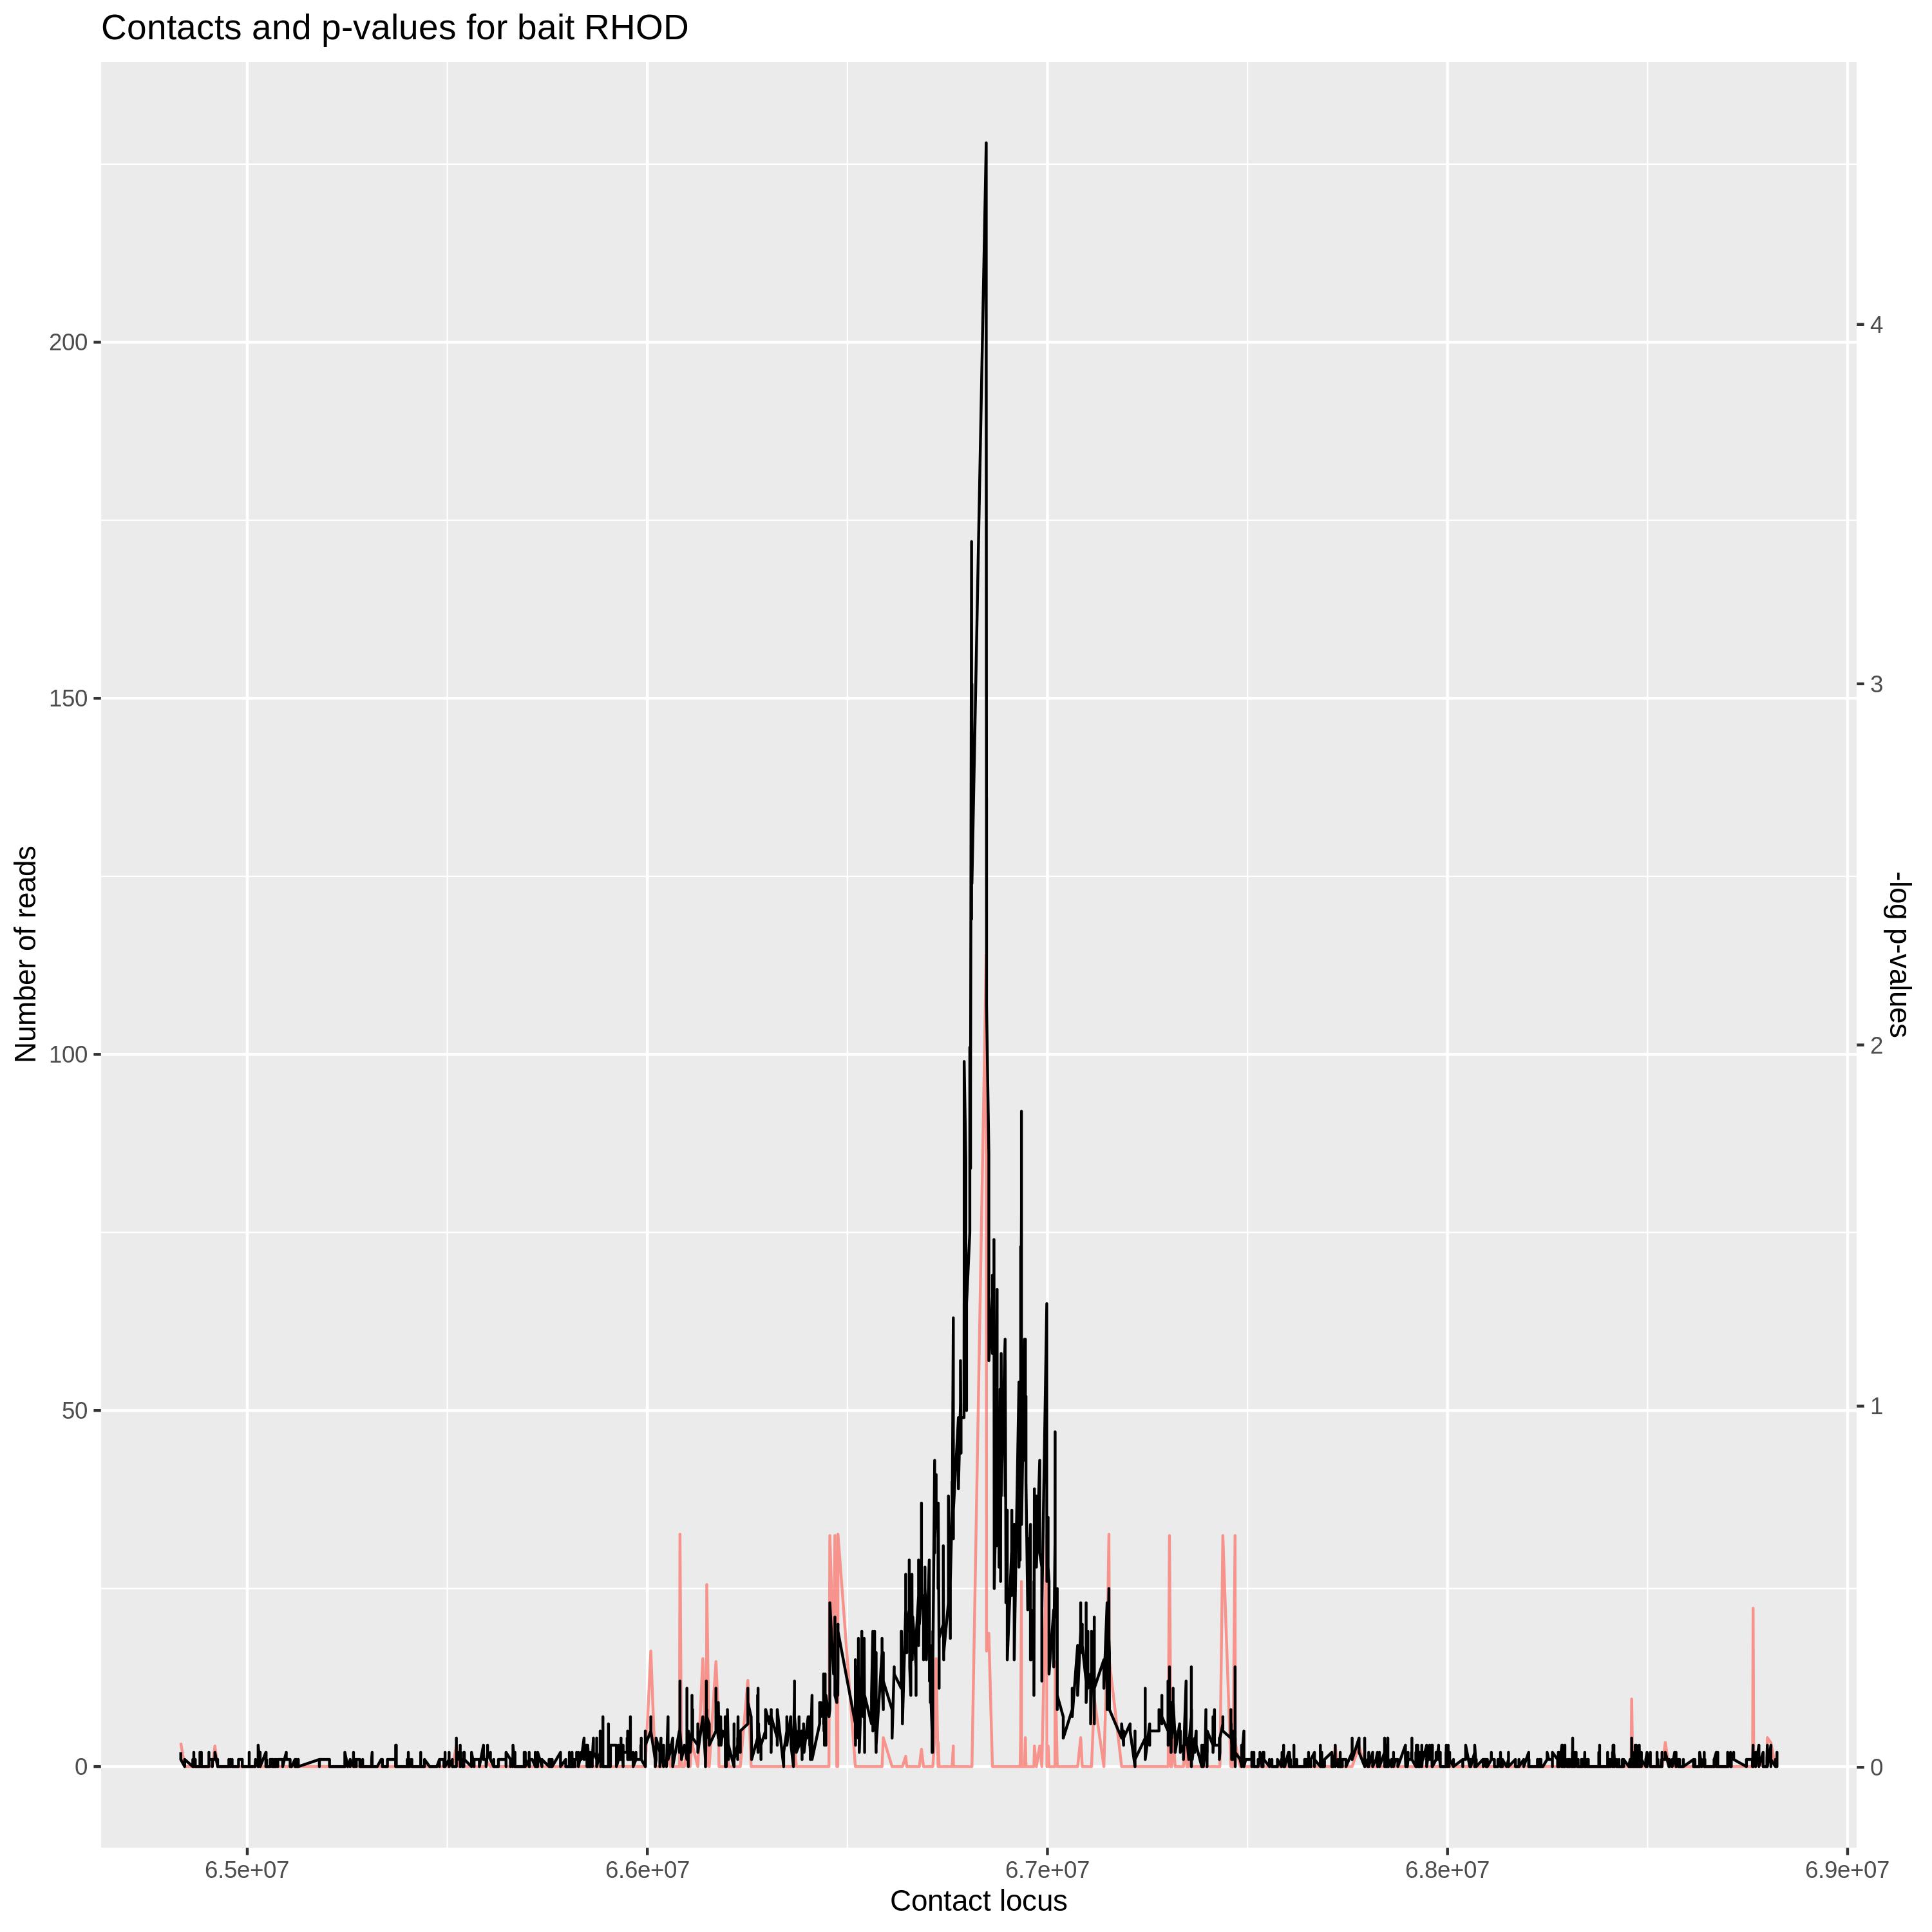 Contacts and p-values for bait RHOD
Number of reads
200
150
100
50
0
4
3
2
1
0
-log p-values
6.5e+07
6.6e+07
6.7e+07
6.8e+07
6.9e+07
Contact locus